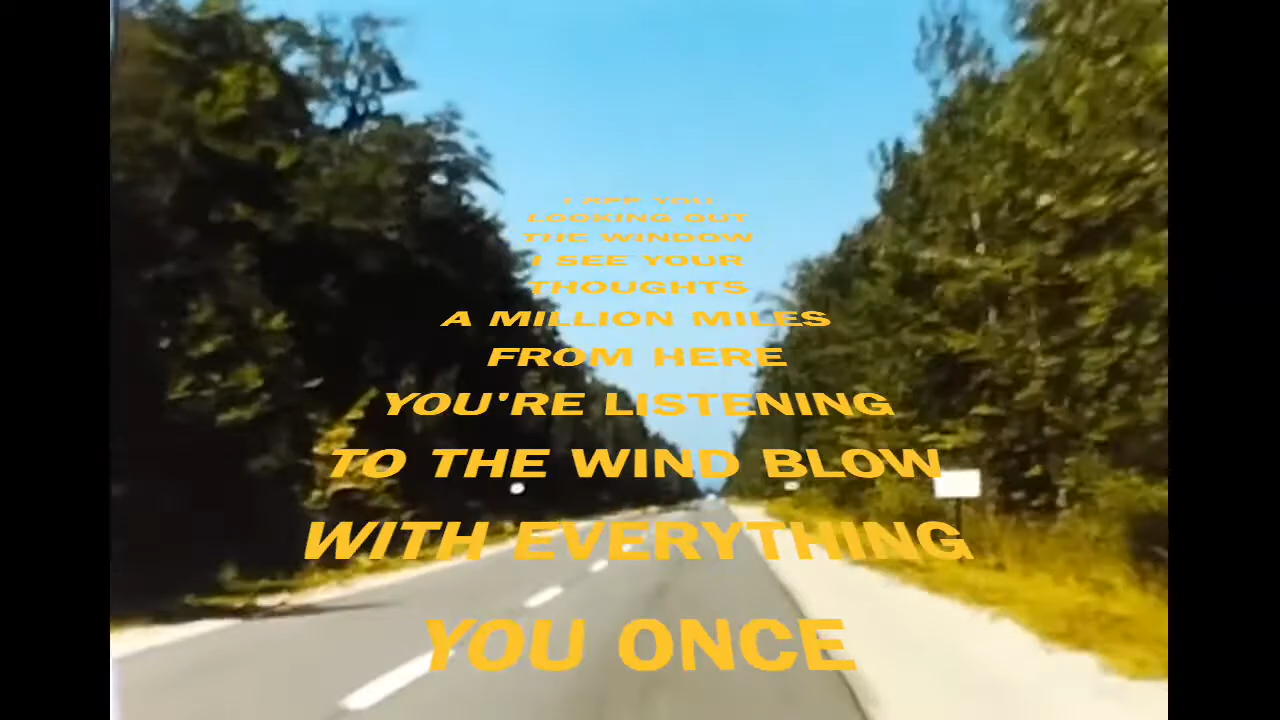 YOU
LOOKING OUT
THE WINDOW
I SEE YOUR
THOUGHTS
A MILLION MILES
FROM HERE
YOU'RE LISTENING
TO THE WIND BLOW
WITH EVERYTHING
YOU ONCE